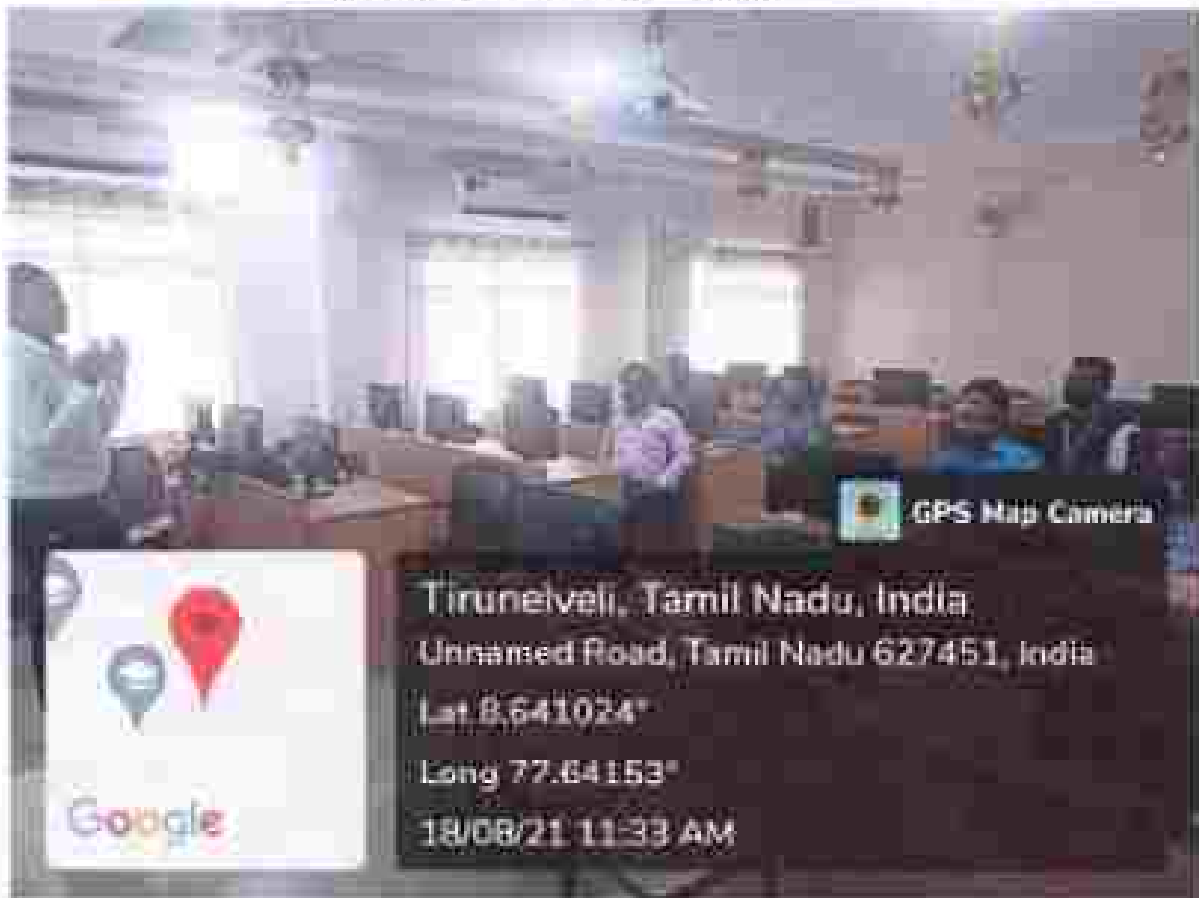 GPS Map Camera
Tirunelveli, Tamil Nadu, India
Unnamed Road, Tamil Nadu 627451, India
Lat 8.641024°
Long 77.64153°
18/08/21 11:33 AM
Google